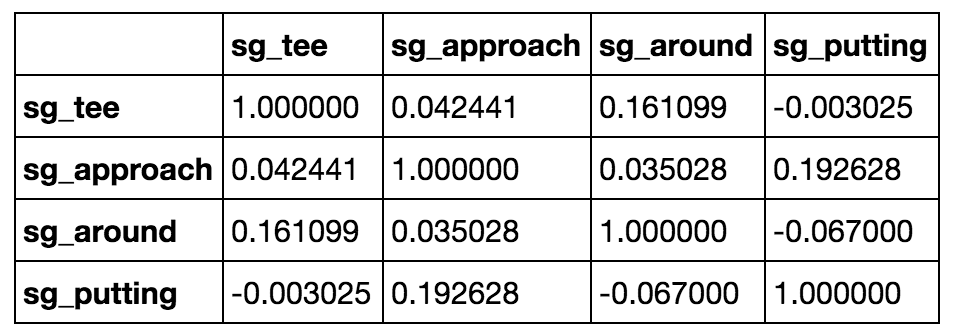 sg_tee sg_approach sg_around sg_putting
sg_tee 1.000000 0.042441 0.161099 -0.003025
sg_approach 0.042441 1.000000 0.035028 0.192628
sg_around 0.161099 0.035028 1.000000 -0.067000
sg_putting -0.003025 0.192628 -0.067000 1.000000